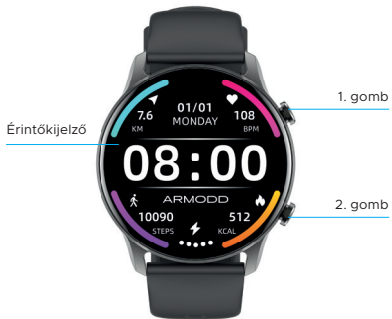 1. gomb
01/01
7.6
MONDAY
108
KM
BPM
Érintőkijelző
08:00
ARMODD
2. gomb
10090
512
STEPS
KCAL